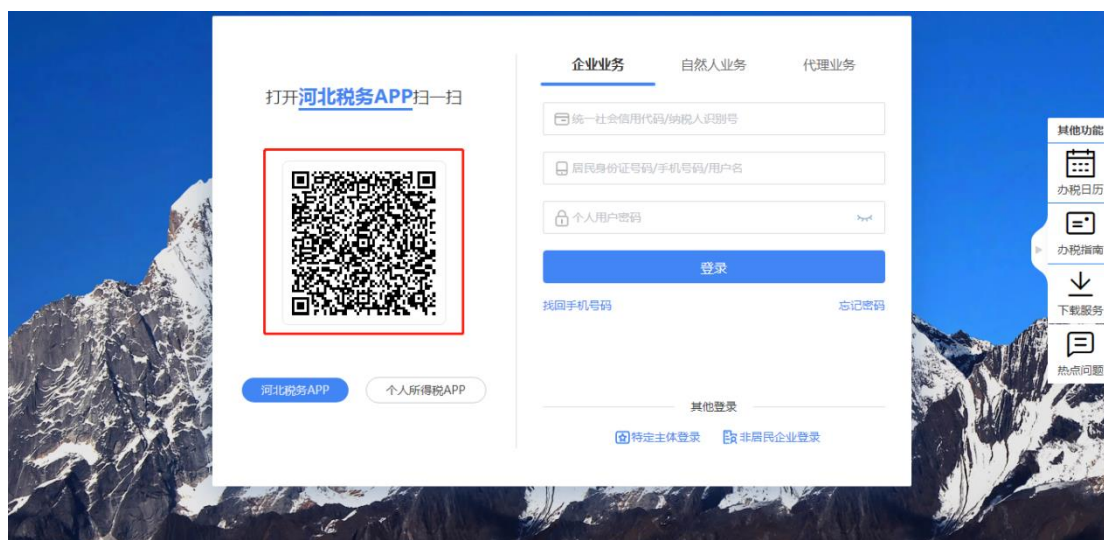 打开河北税务APP扫一扫
河北税务APP
个人所得税APP
企业业务
自然人业务
代理业务
统一社会信用代码/纳税人识别号
居民身份证号码/手机号码/用户名
个人用户密码
登录
找回手机号码
忘记密码
其他登录
特定主体登录
非居民企业登录
其他功能
办税日历
办税指南
下载服务
热点问题